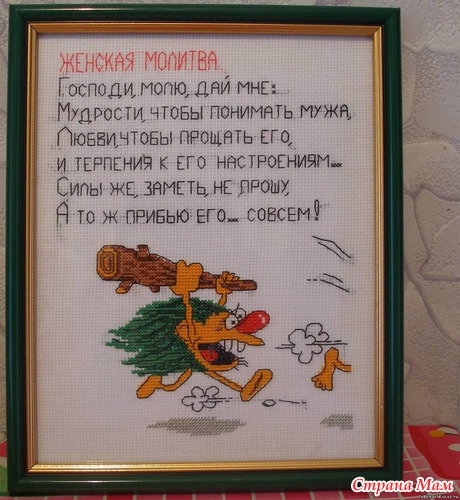 ЖЕНСКАЯ МОЛИТВА
ГОСПОДИ, МОЛЮ, ДАЙ МНЕ:
МУДРОСТИ, ЧТОБЫ ПОНИМАТЬ МУЖА,
ЛЮБВИ, ЧТОБЫ ПРОЩАТЬ ЕГО,
И ТЕРПЕНИЯ К ЕГО НАСТРОЕНИЯМ...
СИЛЫ ЖЕ, ЗАМЕТЬ, НЕ ПРОШУ,
А ТО Ж ПРИБЬЮ ЕГО... СОВСЕМ!
Страна Мам